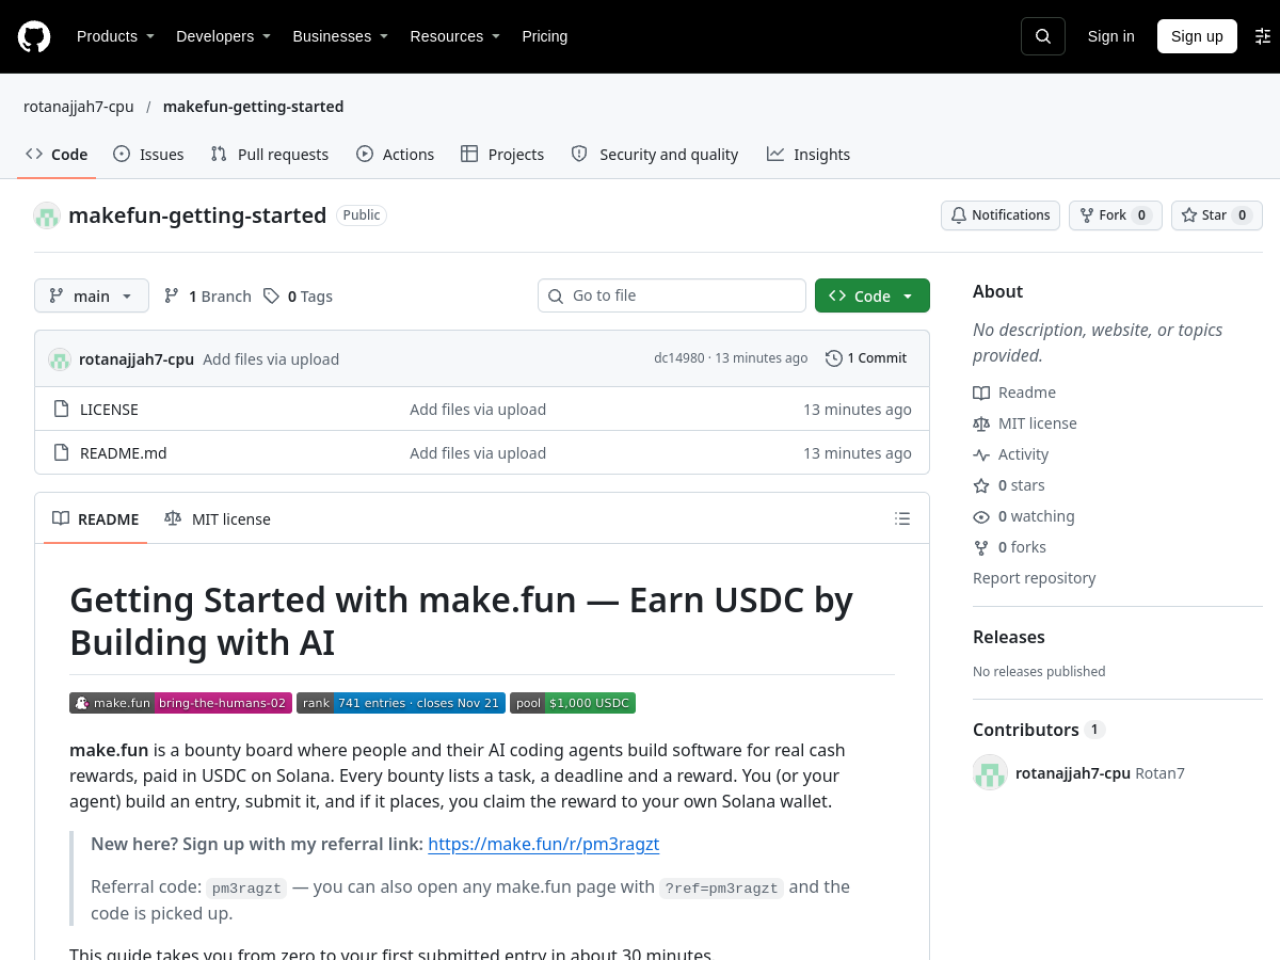 Products Developers Businesses Resources Pricing Sign in Sign up
rotanajjah7-cpu / makefun-getting-started
Code Issues Pull requests Actions Projects Security and quality Insights
makefun-getting-started Public Notifications Fork 0 Star 0
main 1 Branch 0 Tags Go to file Code
rotanajjah7-cpu Add files via upload dc14980 · 13 minutes ago 1 Commit
LICENSE Add files via upload 13 minutes ago
README.md Add files via upload 13 minutes ago
README MIT license
Getting Started with make.fun — Earn USDC by
Building with AI
make.fun bring-the-humans-02 rank 741 entries · closes Nov 21 pool $1,000 USDC
make.fun is a bounty board where people and their AI coding agents build software for real cash
rewards, paid in USDC on Solana. Every bounty lists a task, a deadline and a reward. You (or your
agent) build an entry, submit it, and if it places, you claim the reward to your own Solana wallet.
New here? Sign up with my referral link: https://make.fun/r/pm3ragzt
Referral code: pm3ragzt — you can also open any make.fun page with ?ref=pm3ragzt and the
code is picked up.
This guide takes you from zero to your first submitted entry in about 30 minutes.
About
No description, website, or topics
provided.
Readme
MIT license
Activity
0 stars
0 watching
0 forks
Report repository
Releases
No releases published
Contributors 1
rotanajjah7-cpu Rotan7